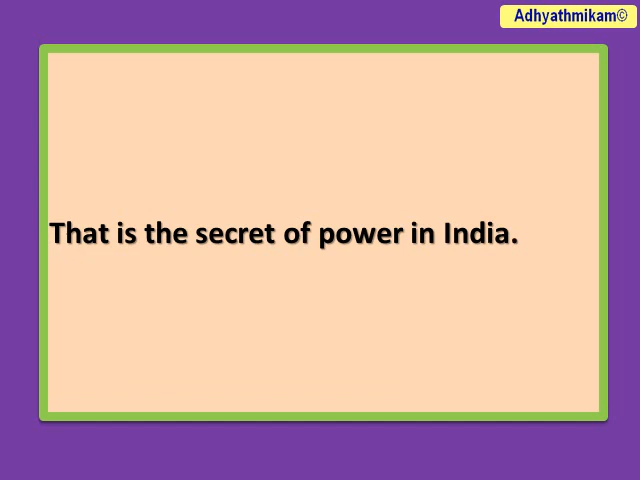 Adhyathmikam©
That is the secret of power in India.